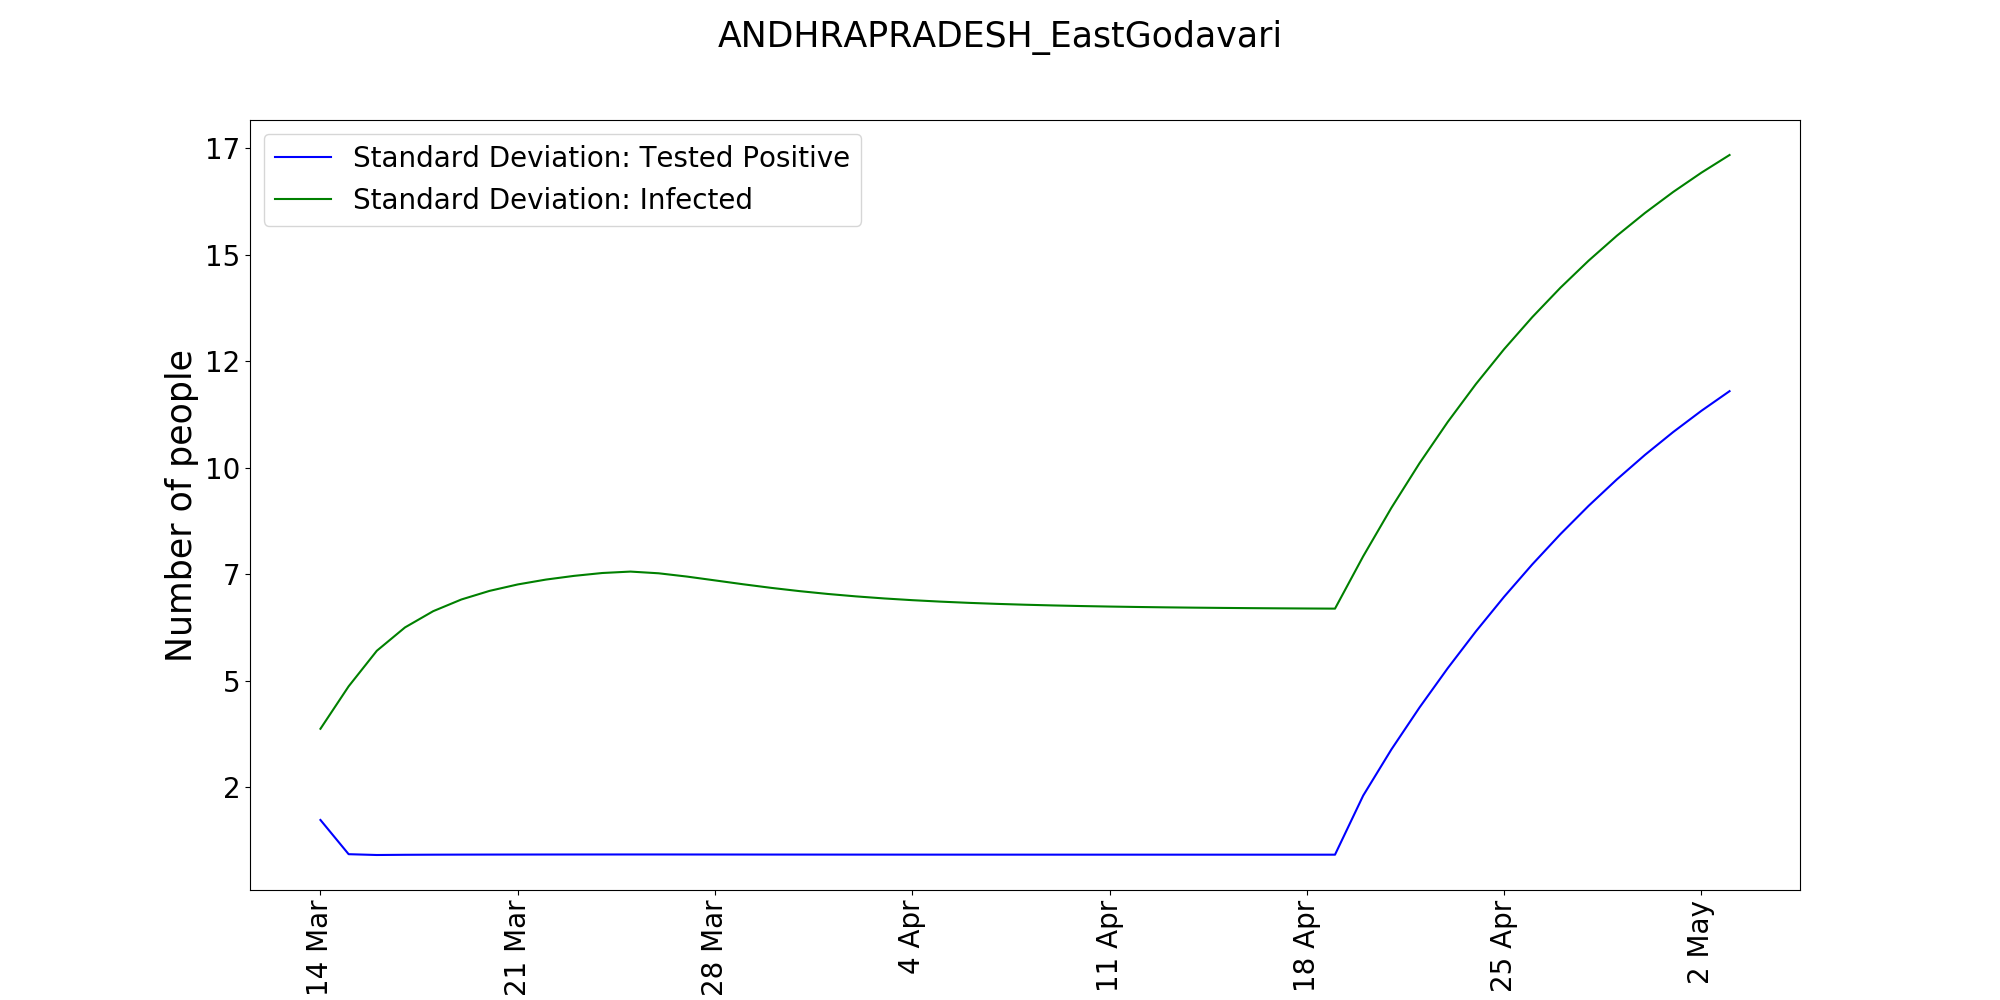 ANDHRAPRADESH_EastGodavari
Standard Deviation: Tested Positive
Standard Deviation: Infected
Number of people
17
15
12
10
7
5
2
14 Mar
21 Mar
28 Mar
4 Apr
11 Apr
18 Apr
25 Apr
2 May